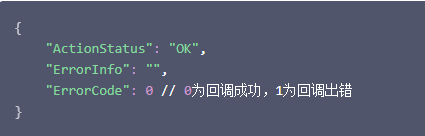 {
    "ActionStatus": "OK",
    "ErrorInfo": "",
    "ErrorCode": 0 // 0为回调成功，1为回调出错
}